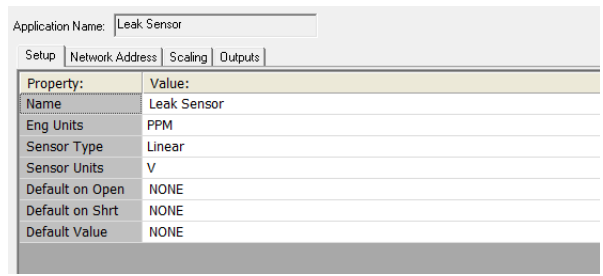 Application Name: Leak Sensor
Setup Network Address Scaling Outputs
Property: Value:
Name Leak Sensor
Eng Units PPM
Sensor Type Linear
Sensor Units V
Default on Open NONE
Default on Shrt NONE
Default Value NONE